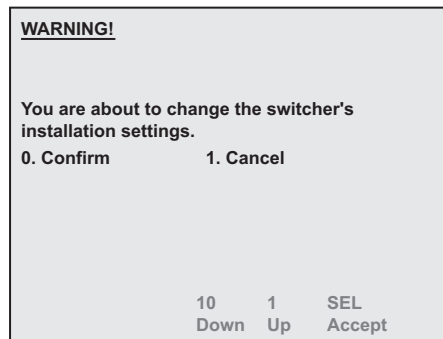 WARNING!
You are about to change the switcher's
installation settings.
0. Confirm 1. Cancel
10 1 SEL
Down Up Accept